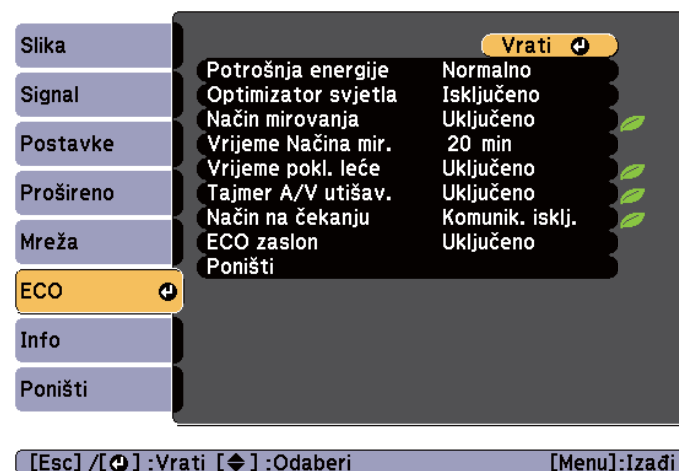 Slika
Signal
Postavke
Prošireno
Mreža
ECO
Info
Poništi
Vrati
Potrošnja energije Normalno
Optimizator svjetla Isključeno
Način mirovanja Uključeno
Vrijeme Načina mir. 20 min
Vrijeme pokl. leće Uključeno
Tajmer A/V utišav. Uključeno
Način na čekanju Komunik. isklj.
ECO zaslon Uključeno
Poništi
[Esc] /[ ] :Vrati [ ] :Odaberi [Menu]:Izađi